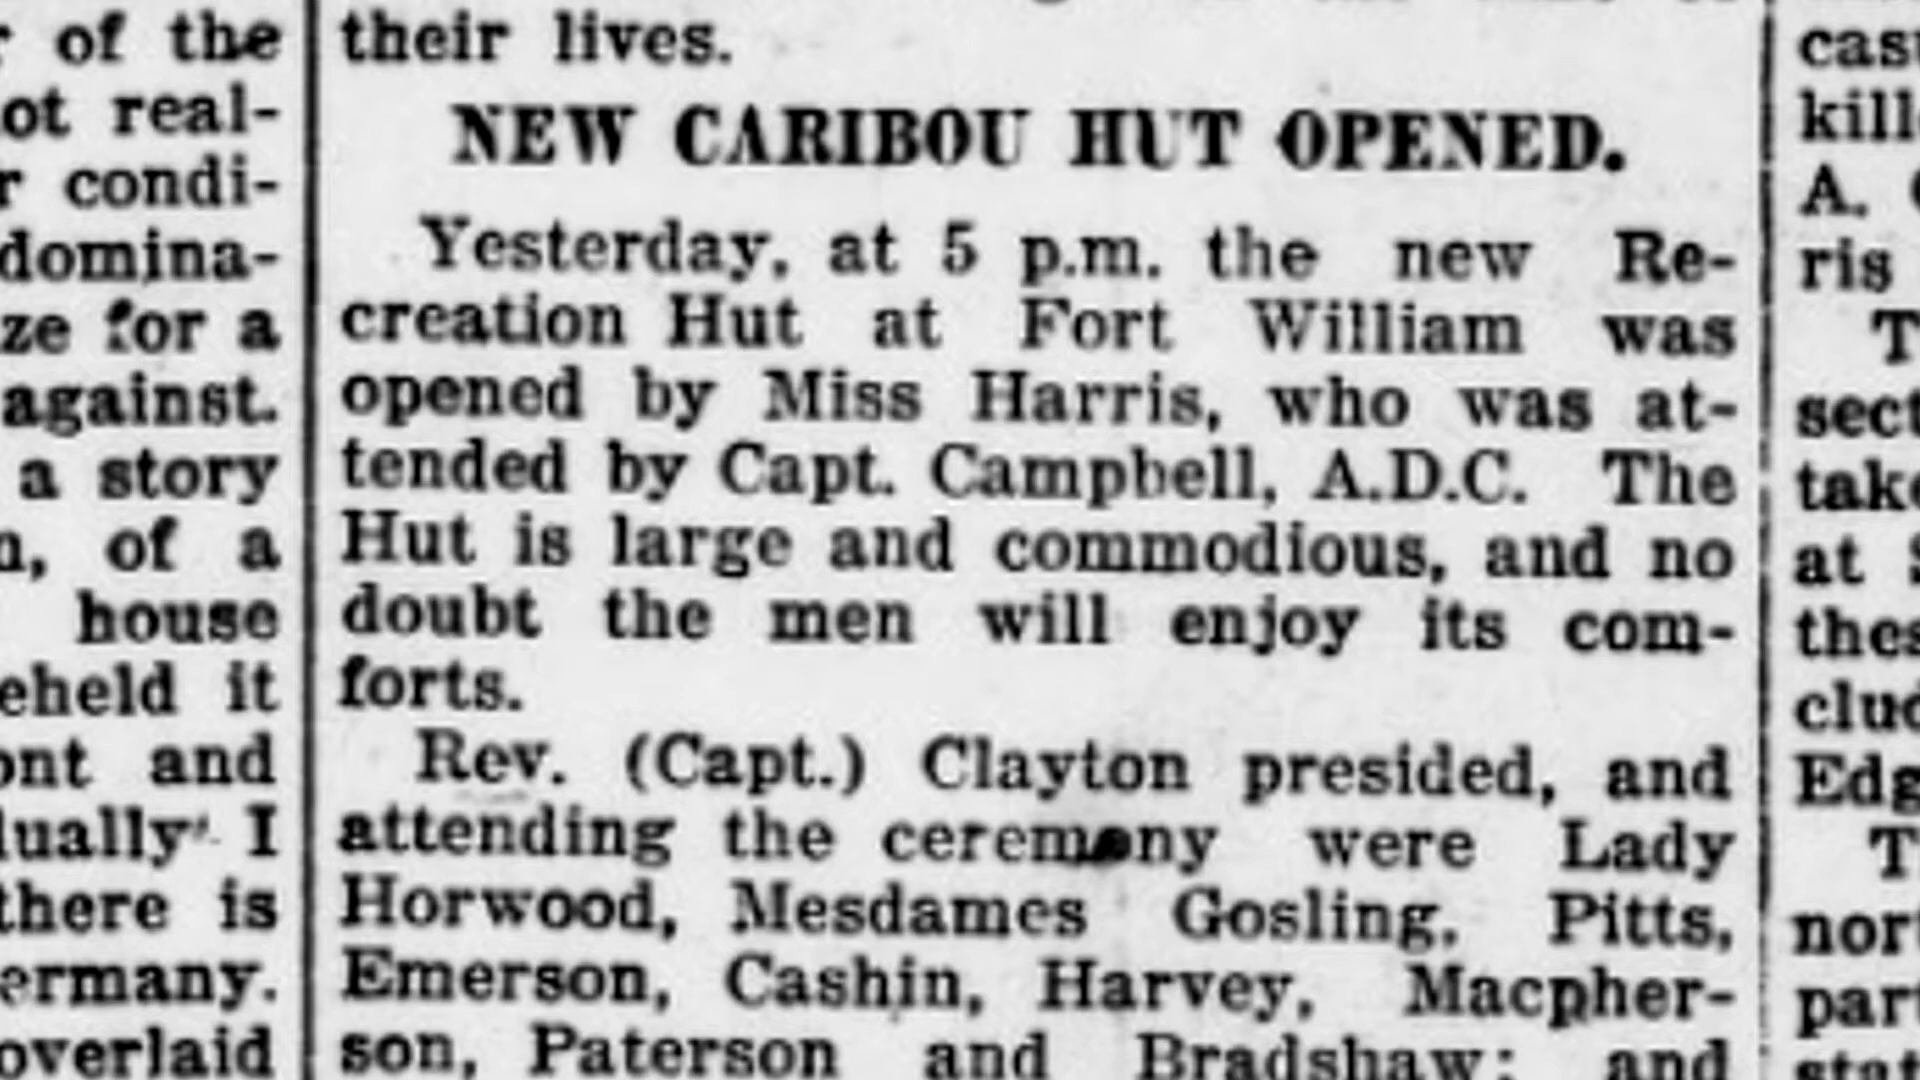 r of the
ot real-
r condi-
domina-
ze for a
against.
a story
n, of a
house
eheld it
ont and
lually I
there is
ermany.
overlaid
their lives.
NEW CARIBOU HUT OPENED.
Yesterday, at 5 p.m. the new Re-
creation Hut at Fort William was
opened by Miss Harris, who was at-
tended by Capt. Campbell, A.D.C. The
Hut is large and commodious, and no
doubt the men will enjoy its com-
forts.
Rev. (Capt.) Clayton presided, and
attending the ceremony were Lady
Horwood, Mesdames Gosling, Pitts,
Emerson, Cashin, Harvey, Macpher-
son, Paterson and Bradshaw; and
cas
kill
A.
ris
T
sect
take
at S
thes
clud
Edg
T
nor
part
stat